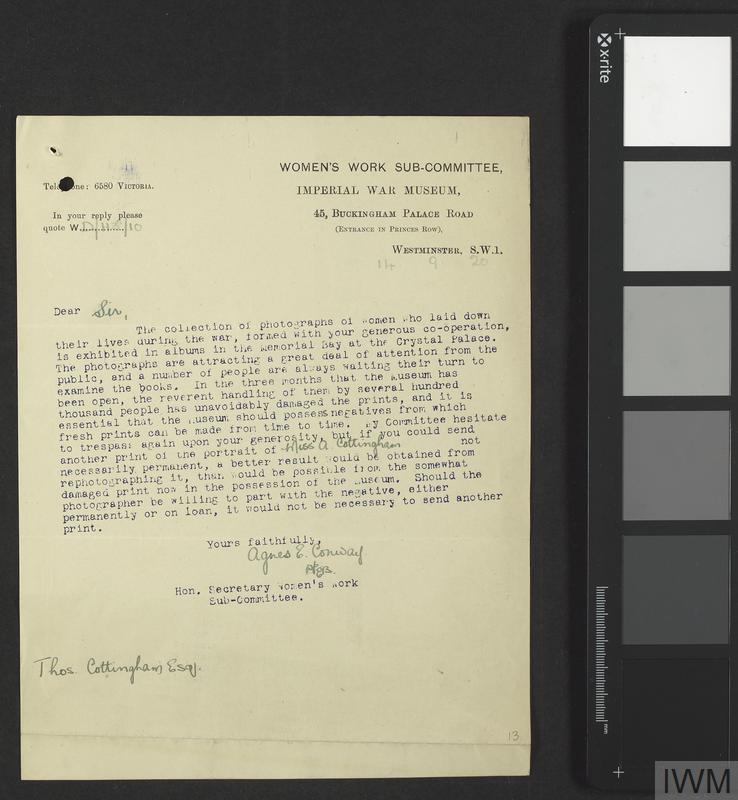 WOMEN'S WORK SUB-COMMITTEE,
IMPERIAL WAR MUSEUM,
45, BUCKINGHAM PALACE ROAD
(ENTRANCE IN PRINCES ROW),
WESTMINSTER, S.W.1.
14 9 20
Telephone: 6580 VICTORIA.
In your reply please
quote W.
Dear Sir,
The collection of photographs of women who laid down
their lives during the war, formed with your generous co-operation,
is exhibited in albums in the Memorial Bay at the Crystal Palace.
The photographs are attracting a great deal of attention from the
public, and a number of people are always waiting their turn to
examine the books. In the three months that the Museum has
been open, the reverent handling of them by several hundred
thousand people has unavoidably damaged the prints, and it is
essential that the Museum should possess negatives from which
fresh prints can be made from time to time. My Committee hesitate
to trespass again upon your generosity, but if you could send
another print of the portrait of Miss A Cottingham not
necessarily permanent, a better result would be obtained from
rephotographing it, than would be possible from the somewhat
damaged print now in the possession of the Museum. Should the
photographer be willing to part with the negative, either
permanently or on loan, it would not be necessary to send another
print.
Yours faithfully,
Agnes E. Conway
Hon. Secretary Women's Work
Sub-Committee.
Thos. Cottingham Esq.
13.
x-rite
mm
IWM